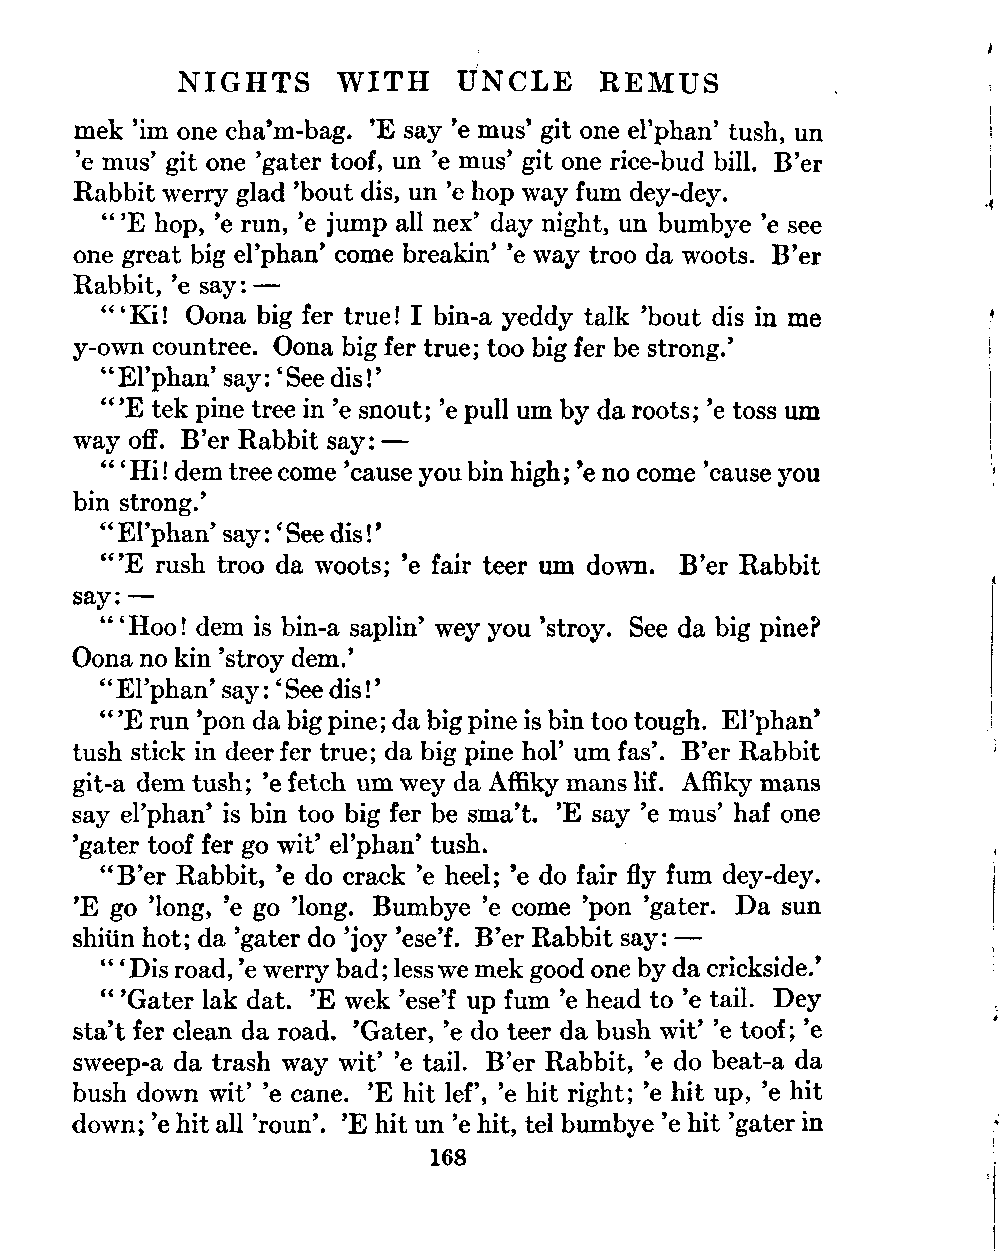 NIGHTS WITH UNCLE REMUS
mek 'im one cha'm-bag. 'E say 'e mus' git one el'phan' tush, un
'e mus' git one 'gater toof, un 'e mus' git one rice-bud bill. B'er
Rabbit werry glad 'bout dis, un 'e hop way fum dey-dey.
"'E hop, 'e run, 'e jump all nex' day night, un bumbye 'e see
one great big el'phan' come breakin' 'e way troo da woots. B'er
Rabbit, 'e say: —
"'Ki! Oona big fer true! I bin-a yeddy talk 'bout dis in me
y-own countree. Oona big fer true; too big fer be strong.'
"El'phan' say: 'See dis!'
"'E tek pine tree in 'e snout; 'e pull um by da roots; 'e toss um
way off. B'er Rabbit say: —
"'Hi! dem tree come 'cause you bin high; 'e no come 'cause you
bin strong.'
"El'phan' say: 'See dis!'
"'E rush troo da woots; 'e fair teer um down. B'er Rabbit
say: —
"'Hoo! dem is bin-a saplin' wey you 'stroy. See da big pine?
Oona no kin 'stroy dem.'
"El'phan' say: 'See dis!'
"'E run 'pon da big pine; da big pine is bin too tough. El'phan'
tush stick in deer fer true; da big pine hol' um fas'. B'er Rabbit
git-a dem tush; 'e fetch um wey da Affiky mans lif. Affiky mans
say el'phan' is bin too big fer be sma't. 'E say 'e mus' haf one
'gater toof fer go wit' el'phan' tush.
"B'er Rabbit, 'e do crack 'e heel; 'e do fair fly fum dey-dey.
'E go 'long, 'e go 'long. Bumbye 'e come 'pon 'gater. Da sun
shiün hot; da 'gater do 'joy 'ese'f. B'er Rabbit say: —
"'Dis road, 'e werry bad; less we mek good one by da crickside.'
"'Gater lak dat. 'E wek 'ese'f up fum 'e head to 'e tail. Dey
sta't fer clean da road. 'Gater, 'e do teer da bush wit' 'e toof; 'e
sweep-a da trash way wit' 'e tail. B'er Rabbit, 'e do beat-a da
bush down wit' 'e cane. 'E hit lef', 'e hit right; 'e hit up, 'e hit
down; 'e hit all 'roun'. 'E hit un 'e hit, tel bumbye 'e hit 'gater in
168